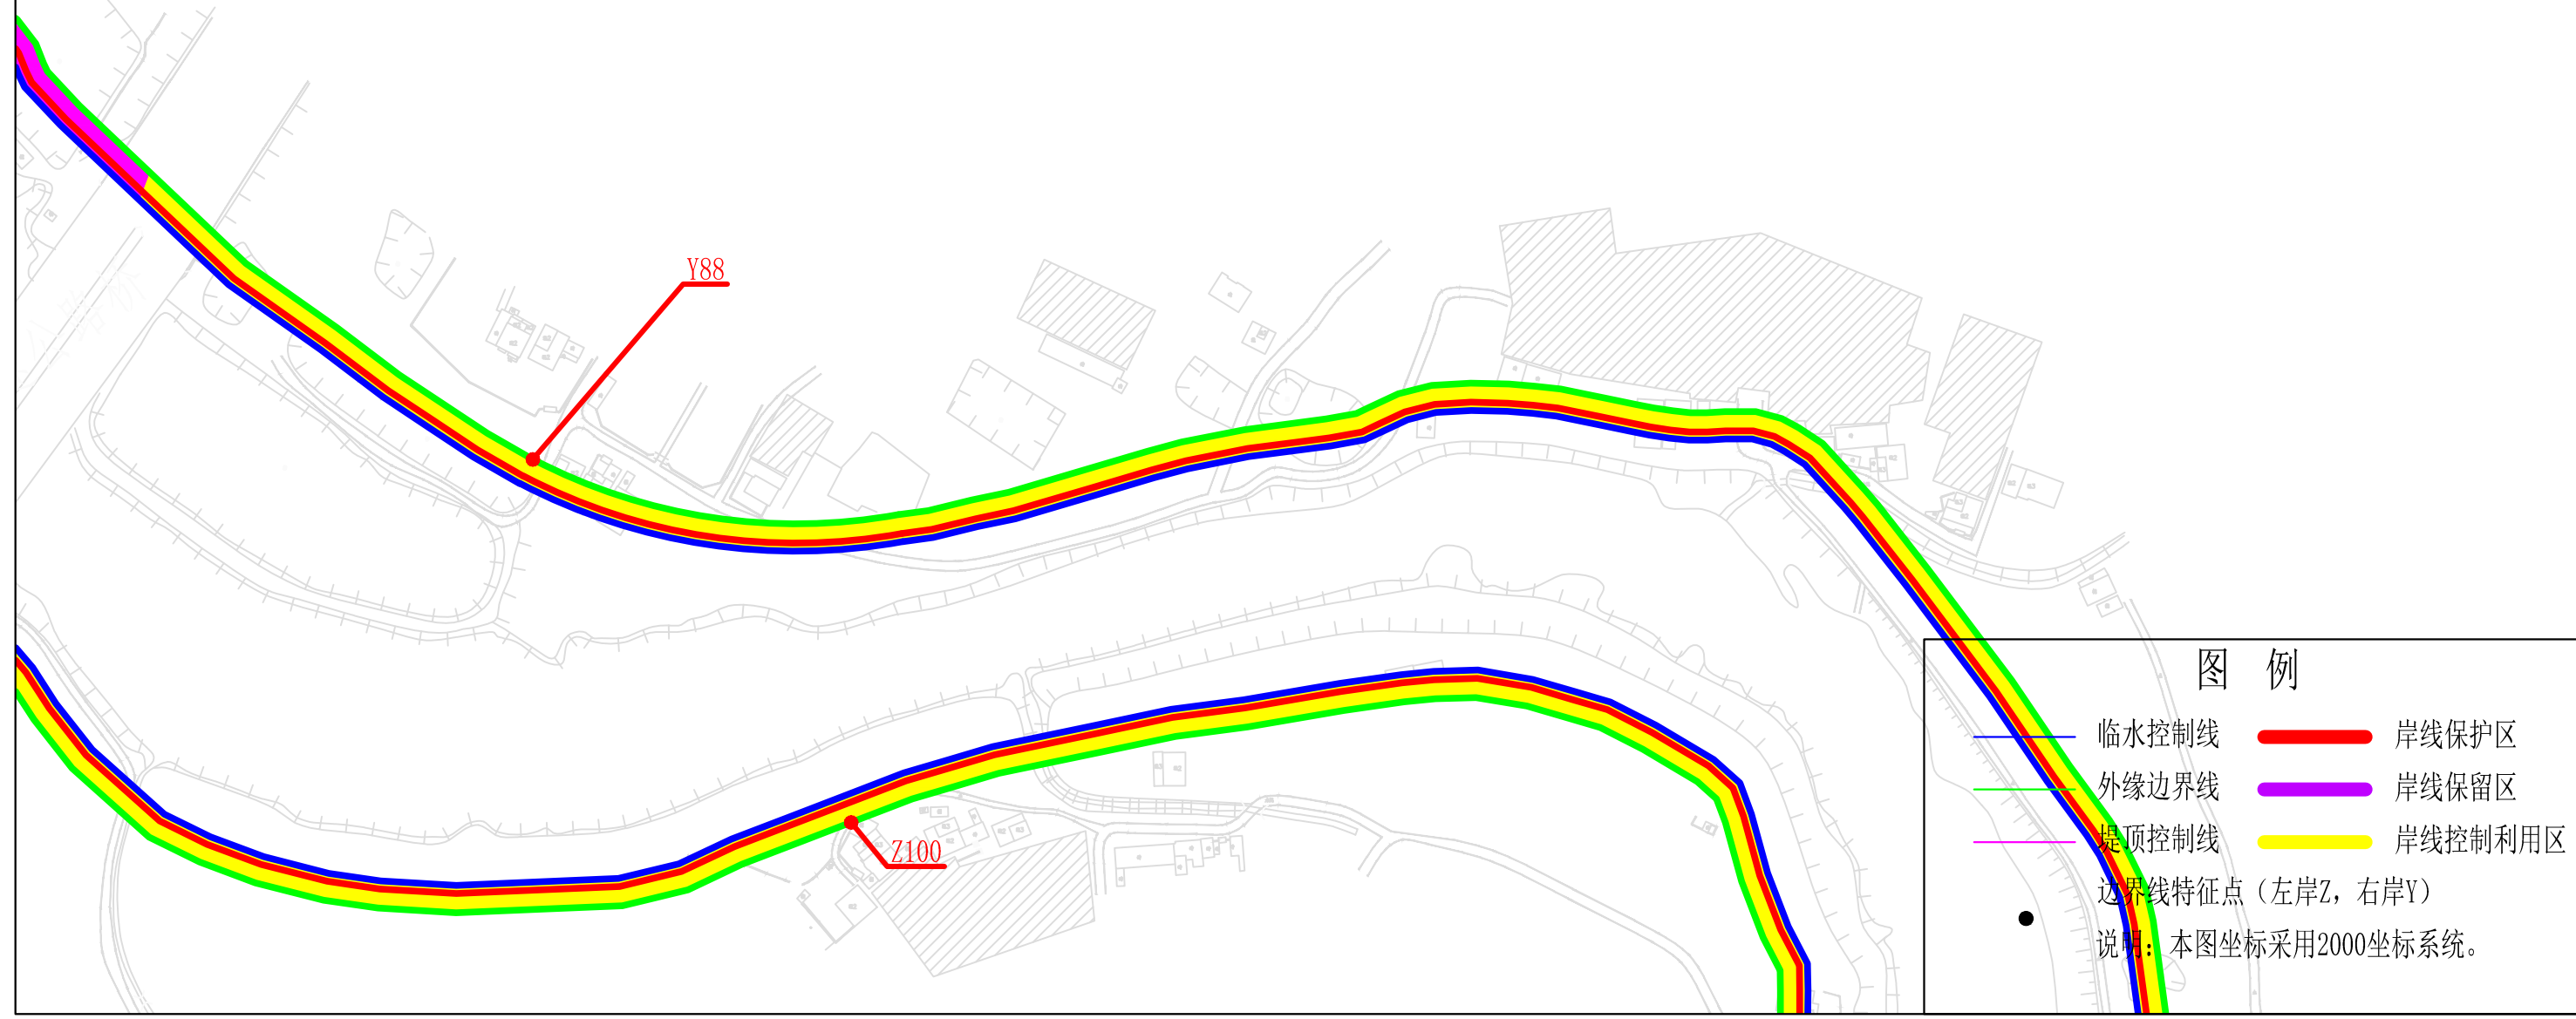 Y88
Z100
图 例
临水控制线 岸线保护区
外缘边界线 岸线保留区
堤顶控制线 岸线控制利用区
边界线特征点（左岸Z，右岸Y）
说明：本图坐标采用2000坐标系统。